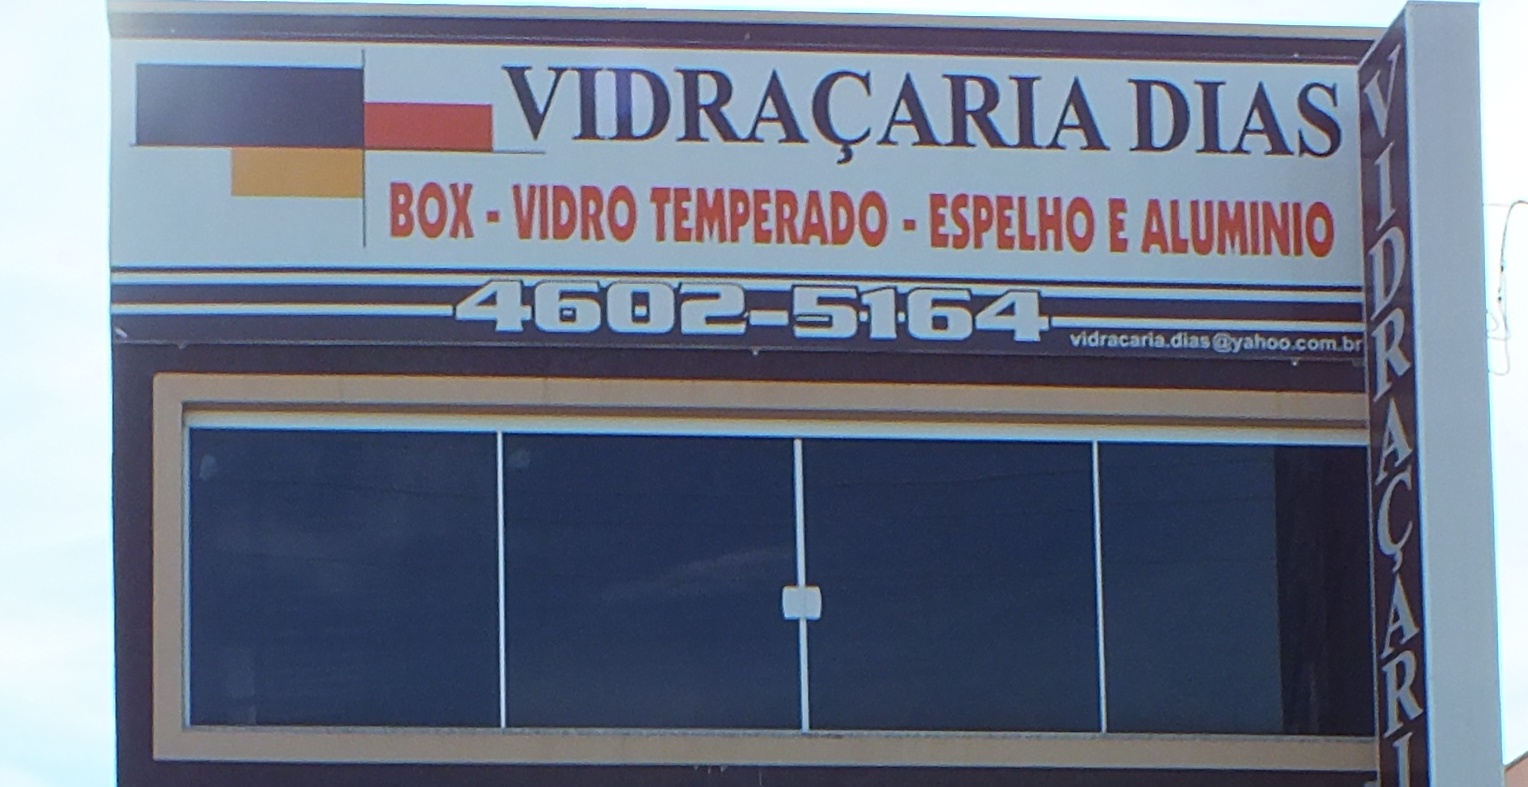 VIDRAÇARIA DIAS
BOX - VIDRO TEMPERADO - ESPELHO E ALUMINIO
4602-5164
vidracaria.dias@yahoo.com.br
VIDRAÇARI